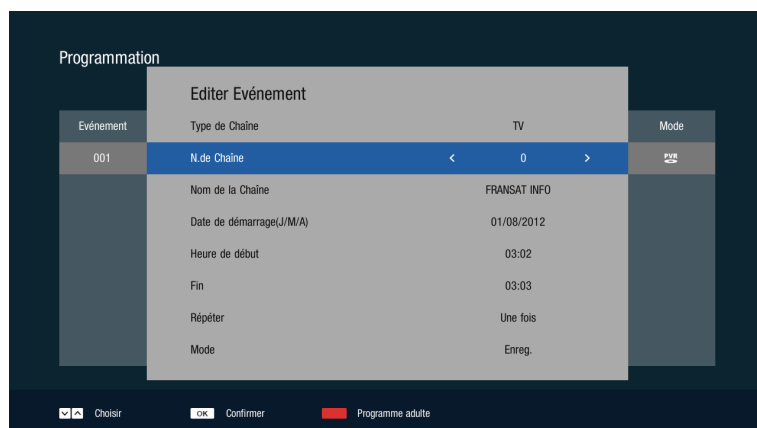 Programmation
Editer Evénement
Evénement
Type de Chaîne TV
Mode
001
N.de Chaîne < 0 >
PVR
Nom de la Chaîne FRANSAT INFO
Date de démarrage(J/M/A) 01/08/2012
Heure de début 03:02
Fin 03:03
Répéter Une fois
Mode Enreg.
Choisir OK Confirmer Programme adulte